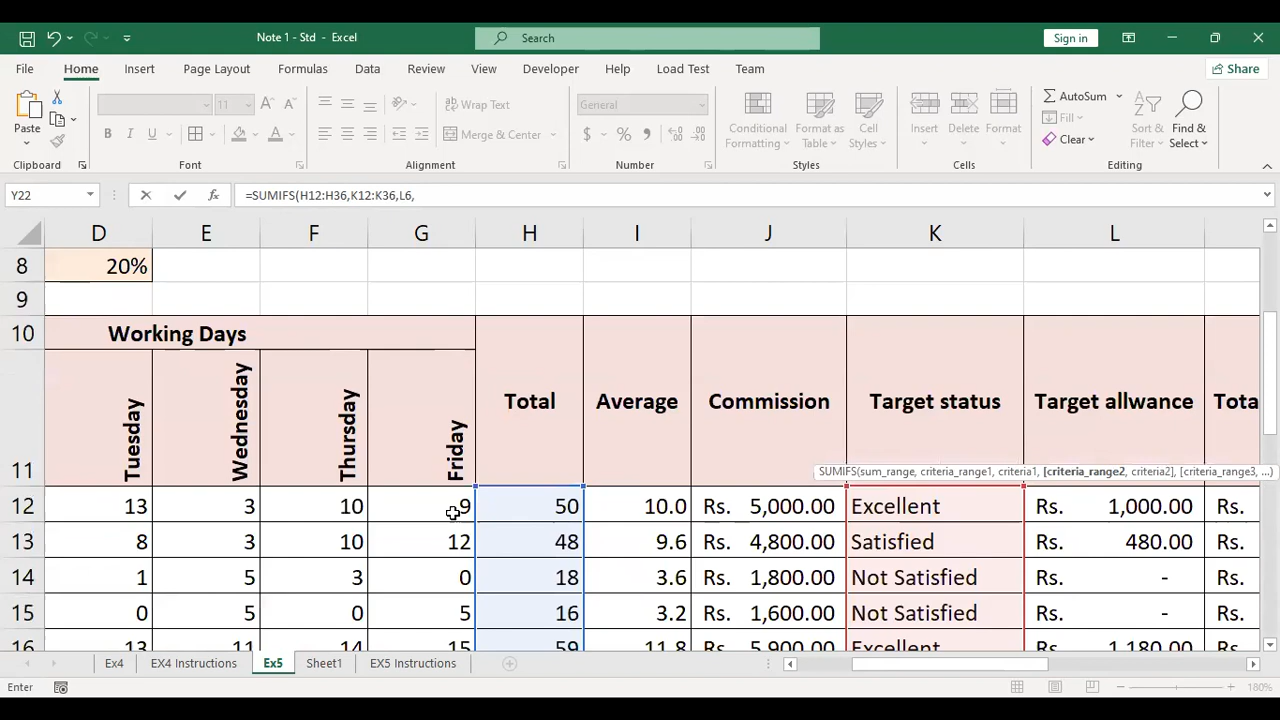 Note 1 - Std - Excel
Search
Sign in
File Home Insert Page Layout Formulas Data Review View Developer Help Load Test Team
Share
Paste
11
Wrap Text
General
Merge & Center
Conditional Formatting
Format as Table
Cell Styles
Insert
Delete
Format
AutoSum
Fill
Clear
Sort & Filter
Find & Select
Clipboard Font Alignment Number Styles Cells Editing
Y22 fx =SUMIFS(H12:H36,K12:K36,L6,
D E F G H I J K L
8 20%
9
10 Working Days
11 Tuesday Wednesday Thursday Friday Total Average Commission Target status Target allwance Tota
SUMIFS(sum_range, criteria_range1, criteria1, [criteria_range2, criteria2], [criteria_range3, ...)
12 13 3 10 9 50 10.0 Rs. 5,000.00 Excellent Rs. 1,000.00 Rs.
13 8 3 10 12 48 9.6 Rs. 4,800.00 Satisfied Rs. 480.00 Rs.
14 1 5 3 0 18 3.6 Rs. 1,800.00 Not Satisfied Rs. - Rs.
15 0 5 0 5 16 3.2 Rs. 1,600.00 Not Satisfied Rs. - Rs.
16 13 11 14 15 59 11.8 Rs. 5,900.00 Excellent Rs. 1,180.00 Rs.
Ex4 EX4 Instructions Ex5 Sheet1 EX5 Instructions
Enter 180%